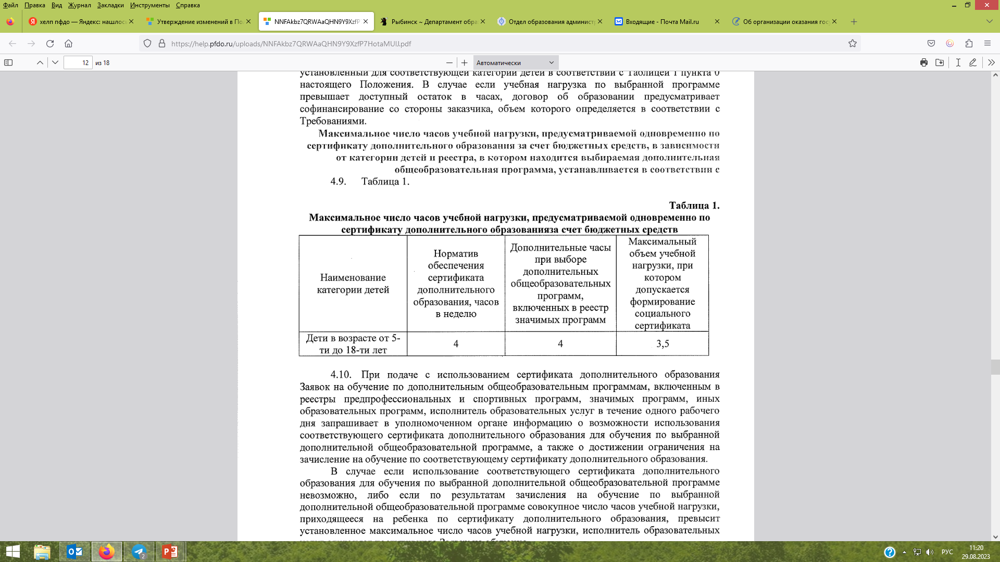 Файл Правка Вид Журнал Закладки Инструменты Справка
хелп пфдо — Яндекс: нашлось
Утверждение изменений в Пол
NNFAkbz7QRWAaQHN9Y9XzfP
Рыбинск ~ Департамент обра
Отдел образования админист
Входящие - Почта Mail.ru
Об организации оказания гос
https://help.pfdo.ru/uploads/NNFAkbz7QRWAaQHN9Y9XzfP7HotaMUlJ.pdf
12 из 18
Автоматически
установленный для соответствующей категории детей в соответствии с Таблицей 1 пункта 0
настоящего Положения. В случае если учебная нагрузка по выбранной программе
превышает доступный остаток в часах, договор об образовании предусматривает
софинансирование со стороны заказчика, объем которого определяется в соответствии с
Требованиями.
Максимальное число часов учебной нагрузки, предусматриваемой одновременно по
сертификату дополнительного образования за счет бюджетных средств, в зависимости
от категории детей и реестра, в котором находится выбираемая дополнительная
общеобразовательная программа, устанавливается в соответствии с
4.9. Таблица 1.
Таблица 1.
Максимальное число часов учебной нагрузки, предусматриваемой одновременно по
сертификату дополнительного образованияза счет бюджетных средств
Наименование
категории детей
Норматив
обеспечения
сертификата
дополнительного
образования, часов
в неделю
Дополнительные часы
при выборе
дополнительных
общеобразовательных
программ,
включенных в реестр
значимых программ
Максимальный
объем учебной
нагрузки, при
котором
допускается
формирование
социального
сертификата
Дети в возрасте от 5-
ти до 18-ти лет
4
4
3,5
4.10. При подаче с использованием сертификата дополнительного образования
Заявок на обучение по дополнительным общеобразовательным программам, включенным в
реестры предпрофессиональных и спортивных программ, значимых программ, иных
образовательных программ, исполнитель образовательных услуг в течение одного рабочего
дня запрашивает в уполномоченном органе информацию о возможности использования
соответствующего сертификата дополнительного образования для обучения по выбранной
дополнительной общеобразовательной программе, а также о достижении ограничения на
зачисление на обучение по соответствующему сертификату дополнительного образования.
В случае если использование соответствующего сертификата дополнительного
образования для обучения по выбранной дополнительной общеобразовательной программе
невозможно, либо если по результатам зачисления на обучение по выбранной
дополнительной общеобразовательной программе совокупное число часов учебной нагрузки,
приходящееся на ребенка по сертификату дополнительного образования, превысит
установленное максимальное число часов учебной нагрузки, исполнитель образовательных
2
РУС
11:20
29.08.2023